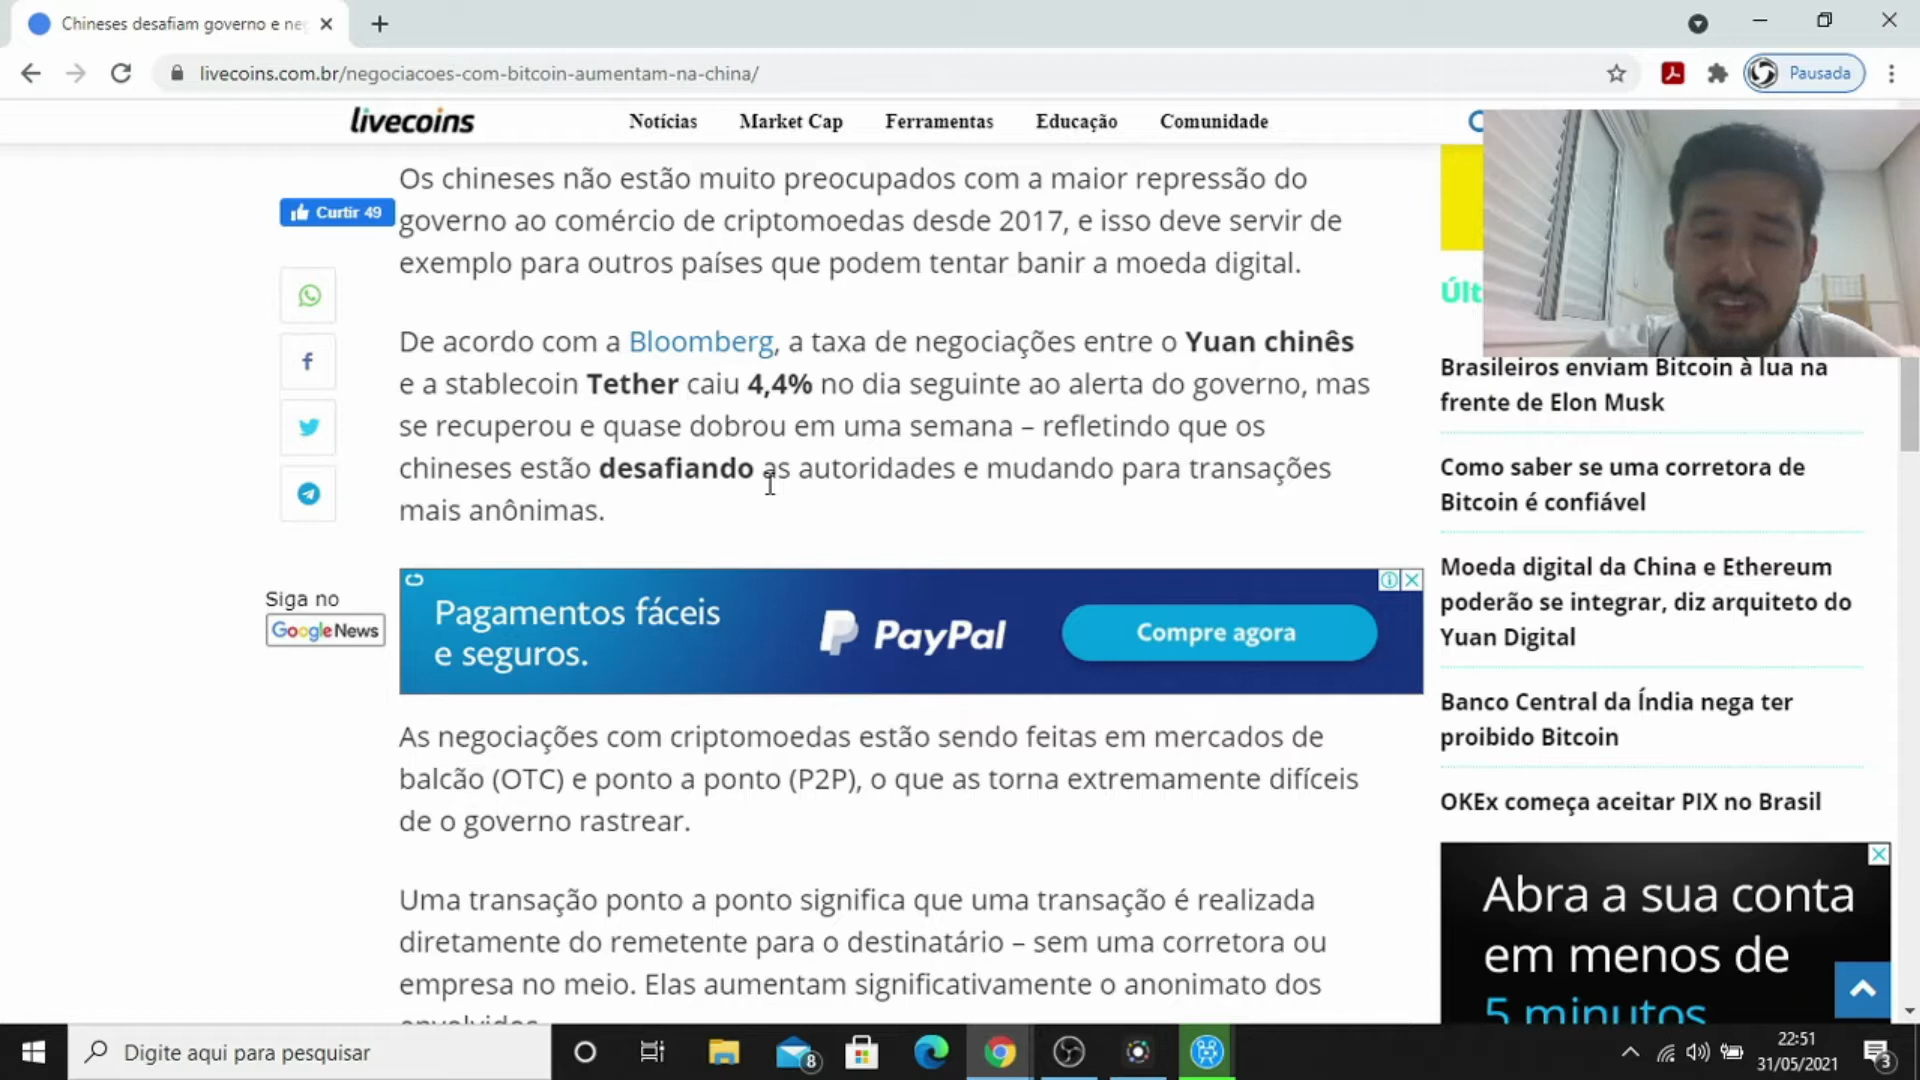 Chineses desafiam governo e ne
livecoins.com.br/negociacoes-com-bitcoin-aumentam-na-china/
Pausada
livecoins
Notícias
Market Cap
Ferramentas
Educação
Comunidade
Curtir 49
Os chineses não estão muito preocupados com a maior repressão do
governo ao comércio de criptomoedas desde 2017, e isso deve servir de
exemplo para outros países que podem tentar banir a moeda digital.
De acordo com a Bloomberg, a taxa de negociações entre o Yuan chinês
e a stablecoin Tether caiu 4,4% no dia seguinte ao alerta do governo, mas
se recuperou e quase dobrou em uma semana – refletindo que os
chineses estão desafiando as autoridades e mudando para transações
mais anônimas.
Siga no
Google News
Pagamentos fáceis
e seguros.
PayPal
Compre agora
As negociações com criptomoedas estão sendo feitas em mercados de
balcão (OTC) e ponto a ponto (P2P), o que as torna extremamente difíceis
de o governo rastrear.
Uma transação ponto a ponto significa que uma transação é realizada
diretamente do remetente para o destinatário – sem uma corretora ou
empresa no meio. Elas aumentam significativamente o anonimato dos
envolvidos
Últ
Brasileiros enviam Bitcoin à lua na
frente de Elon Musk
Como saber se uma corretora de
Bitcoin é confiável
Moeda digital da China e Ethereum
poderão se integrar, diz arquiteto do
Yuan Digital
Banco Central da Índia nega ter
proibido Bitcoin
OKEx começa aceitar PIX no Brasil
Abra a sua conta
em menos de
5 minutos
Digite aqui para pesquisar
8
22:51
31/05/2021
3